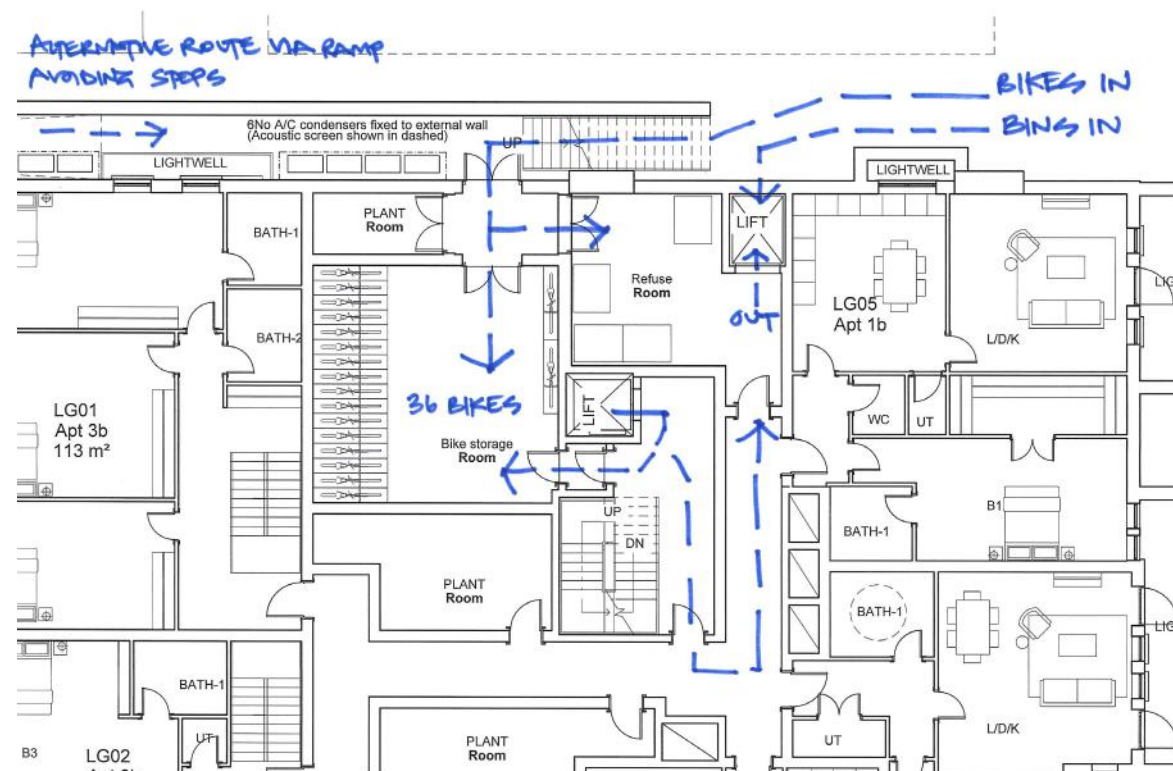 ALTERNATIVE ROUTE VIA RAMP
AVOIDING STEPS
BIKES IN
BINS IN
6No A/C condensers fixed to external wall
(Acoustic screen shown in dashed)
UP
LIGHTWELL
LIGHTWELL
PLANT
Room
BATH-1
LIFT
Refuse
Room
OUT
LG05
Apt 1b
L/D/K
BATH-2
LG01
Apt 3b
113 m²
36 BIKES
LIFT
Bike storage
Room
WC
UT
UP
DN
B1
BATH-1
PLANT
Room
BATH-1
BATH-1
UT
B3
LG02
PLANT
Room
UT
L/D/K